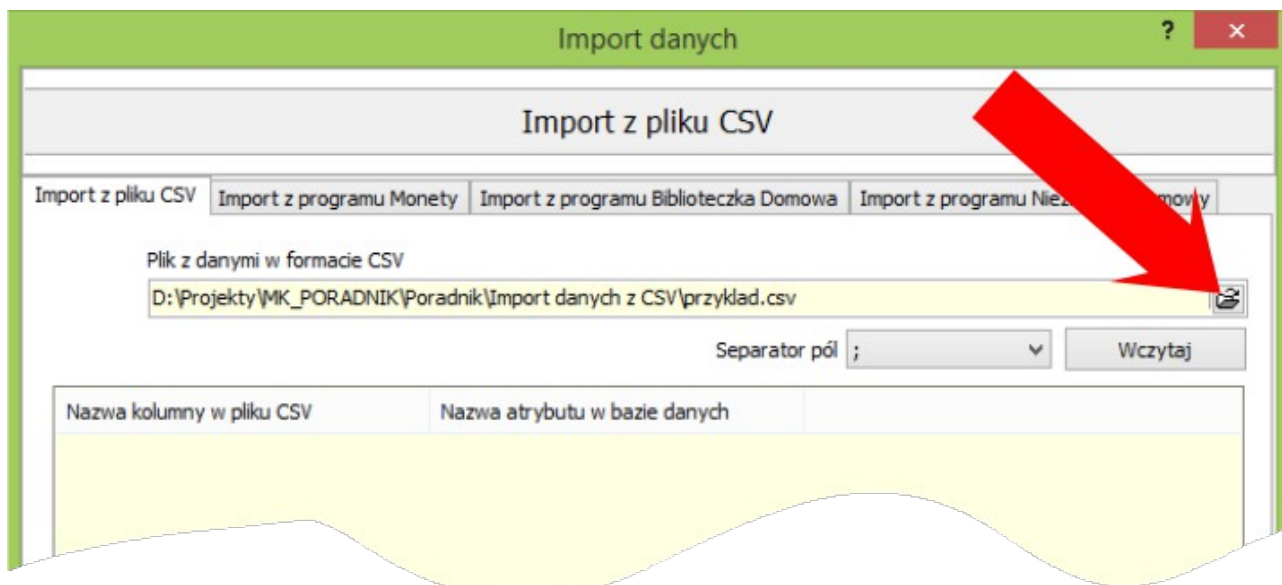 Import danych
?
Import z pliku CSV
Import z pliku CSV Import z programu Monety Import z programu Biblioteczka Domowa Import z programu
Plik z danymi w formacie CSV
D:\Projekty\MK_PORADNIK\Poradnik\Import danych z CSV\przyklad.csv
Separator pól ; Wczytaj
Nazwa kolumny w pliku CSV Nazwa atrybutu w bazie danych